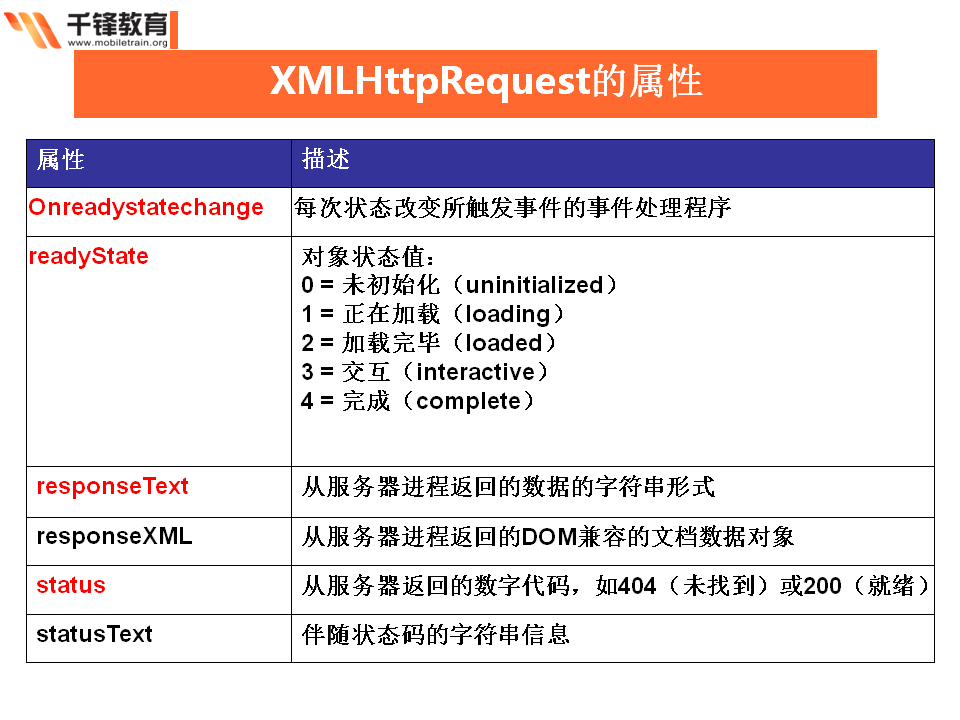 千锋教育
www.mobiletrain.org
XMLHttpRequest的属性
属性 描述
Onreadystatechange 每次状态改变所触发事件的事件处理程序
readyState 对象状态值：
0 = 未初始化（uninitialized）
1 = 正在加载（loading）
2 = 加载完毕（loaded）
3 = 交互（interactive）
4 = 完成（complete）
responseText 从服务器进程返回的数据的字符串形式
responseXML 从服务器进程返回的DOM兼容的文档数据对象
status 从服务器返回的数字代码，如404（未找到）或200（就绪）
statusText 伴随状态码的字符串信息